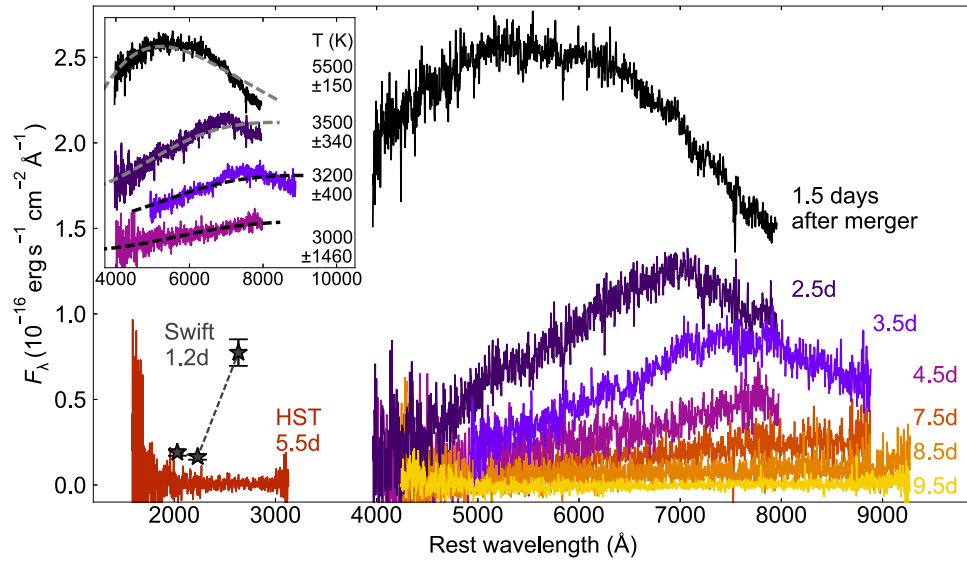 T (K)
5500
±150
3500
±340
3200
±400
3000
±1460
4000 6000 8000 10000
2.5
2.0
1.5
1.0
0.5
0.0
F_λ (10⁻¹⁶ erg s⁻¹ cm⁻² Å⁻¹)
1.5 days
after merger
2.5d
3.5d
4.5d
7.5d
8.5d
9.5d
Swift
1.2d
HST
5.5d
2000 3000 4000 5000 6000 7000 8000 9000
Rest wavelength (Å)